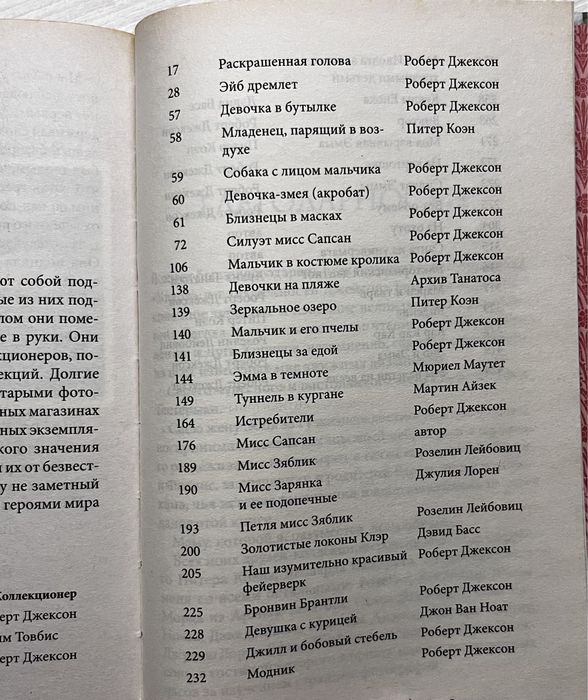 от собой под-
ые из них под-
лом они поме-
е в руки. Они
кционеров, по-
екций. Долгие
тарыми фото-
ных магазинах
ных экземпля-
кого значения
и их от безвест-
у не заметный
героями мира
Коллекционер
ерт Джексон
им Товбис
ерт Джексон
17 Раскрашенная голова Роберт Джексон
28 Эйб дремлет Роберт Джексон
57 Девочка в бутылке Роберт Джексон
58 Младенец, парящий в воз- Питер Коэн
духе
59 Собака с лицом мальчика Роберт Джексон
60 Девочка-змея (акробат) Роберт Джексон
61 Близнецы в масках Роберт Джексон
72 Силуэт мисс Сапсан Роберт Джексон
106 Мальчик в костюме кролика Роберт Джексон
138 Девочки на пляже Архив Танатоса
139 Зеркальное озеро Питер Коэн
140 Мальчик и его пчелы Роберт Джексон
141 Близнецы за едой Роберт Джексон
144 Эмма в темноте Мюриел Маутет
149 Туннель в кургане Мартин Айзек
164 Истребители Роберт Джексон
176 Мисс Сапсан автор
189 Мисс Зяблик Розелин Лейбовиц
190 Мисс Зарянка Джулия Лорен
и ее подопечные
193 Петля мисс Зяблик Розелин Лейбовиц
200 Золотистые локоны Клэр Дэвид Басс
205 Наш изумительно красивый Роберт Джексон
фейерверк
225 Бронвин Брантли Роберт Джексон
228 Девушка с курицей Джон Ван Ноат
229 Джилл и бобовый стебель Роберт Джексон
232 Модник Роберт Джексон